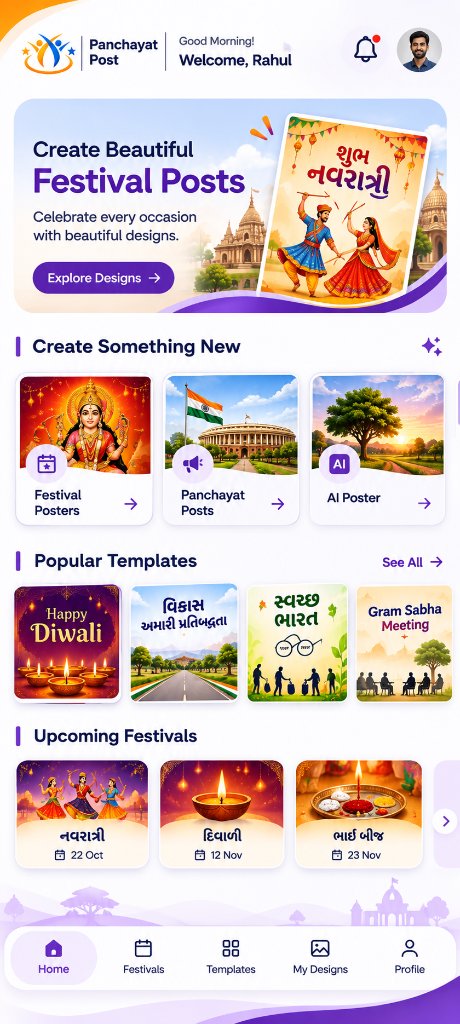 Panchayat
Post
Good Morning!
Welcome, Rahul
Create Beautiful
Festival Posts
Celebrate every occasion
with beautiful designs.
Explore Designs
શુભ
નવરાત્રી
Create Something New
Festival
Posters
Panchayat
Posts
AI
AI Poster
Popular Templates
See All
Happy
Diwali
વિકાસ
અમારી પ્રતિબદ્ધતા
સ્વચ્છ
ભારત
Gram Sabha
Meeting
Upcoming Festivals
નવરાત્રી
22 Oct
દિવાળી
12 Nov
ભાઈ બીજ
23 Nov
Home
Festivals
Templates
My Designs
Profile